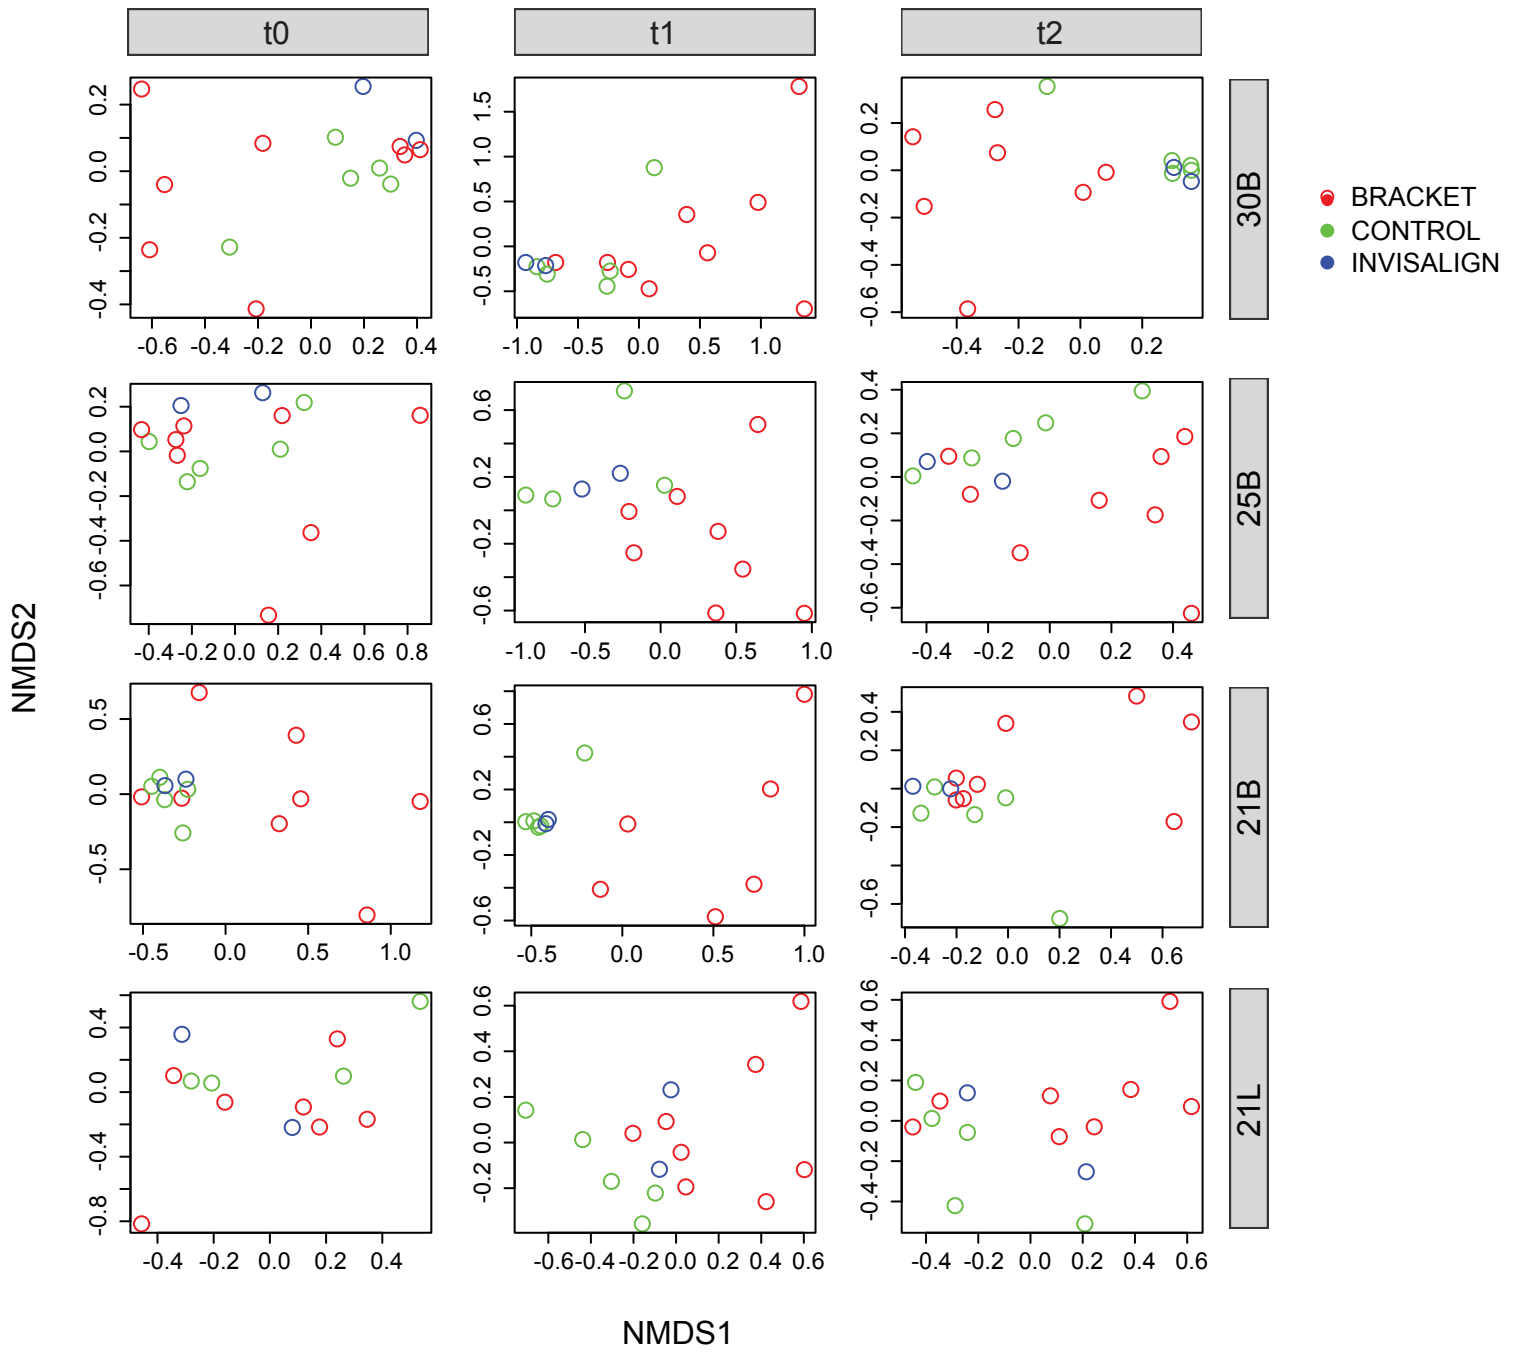 t0 t1 t2
0.2 0.0 -0.2 -0.4
-0.6 -0.4 -0.2 0.0 0.2 0.4
1.5 1.0 0.5 0.0 -0.5
-1.0 -0.5 0.0 0.5 1.0
0.2 0.0 -0.2 -0.4 -0.6
-0.4 -0.2 0.0 0.2
30B
BRACKET
CONTROL
INVISALIGN
0.2 0.0 -0.2 -0.4 -0.6
-0.4 -0.2 0.0 0.2 0.4 0.6 0.8
0.6 0.2 -0.2 -0.6
-1.0 -0.5 0.0 0.5 1.0
0.4 0.2 0.0 -0.2 -0.4 -0.6
-0.4 -0.2 0.0 0.2 0.4
25B
NMDS2
0.5 0.0 -0.5
-0.5 0.0 0.5 1.0
0.6 0.2 -0.2 -0.6
-0.5 0.0 0.5 1.0
0.4 0.2 -0.2 -0.6
-0.4 -0.2 0.0 0.2 0.4 0.6
21B
0.4 0.0 -0.4 -0.8
-0.4 -0.2 0.0 0.2 0.4
0.6 0.4 0.2 0.0 -0.2
-0.6 -0.4 -0.2 0.0 0.2 0.4 0.6
0.6 0.4 0.2 0.0 -0.2 -0.4
-0.4 -0.2 0.0 0.2 0.4 0.6
21L
NMDS1